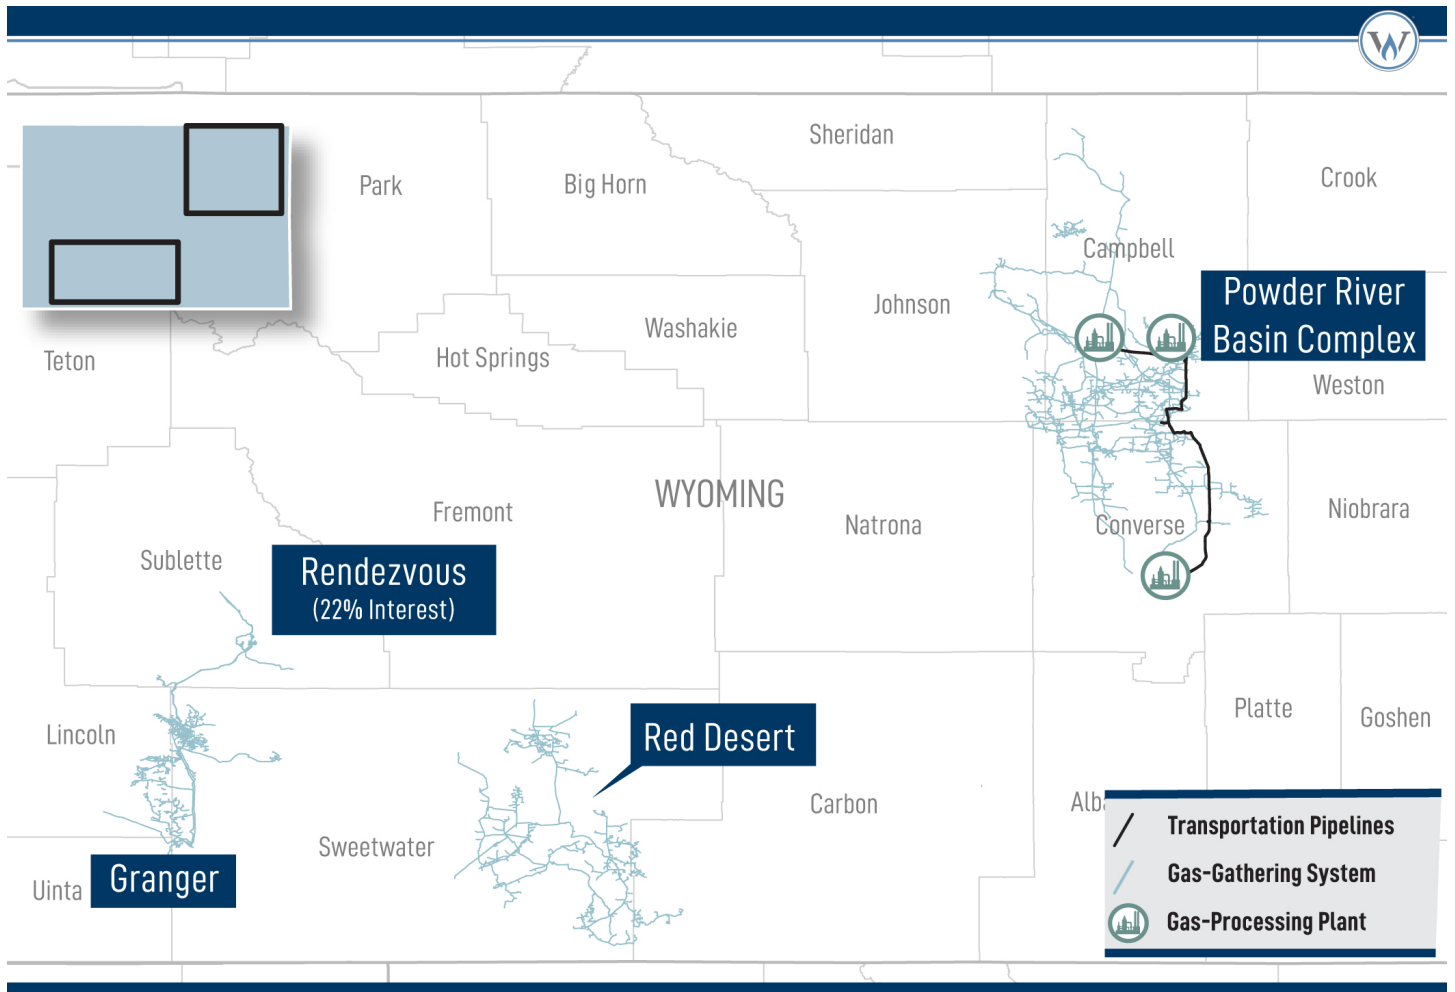 W
Sheridan
Park
Big Horn
Crook
Campbell
Powder River
Basin Complex
Johnson
Washakie
Hot Springs
Teton
Weston
WYOMING
Fremont
Natrona
Converse
Niobrara
Sublette
Rendezvous
(22% Interest)
Lincoln
Red Desert
Platte
Goshen
Carbon
Alba
Sweetwater
Granger
Uinta
Transportation Pipelines
Gas-Gathering System
Gas-Processing Plant